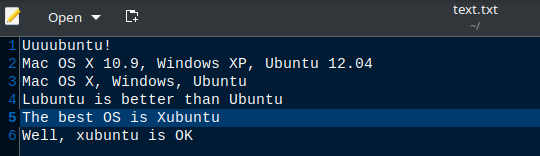 Open
text.txt
~/
1 Uuuubuntu!
2 Mac OS X 10.9, Windows XP, Ubuntu 12.04
3 Mac OS X, Windows, Ubuntu
4 Lubuntu is better than Ubuntu
5 The best OS is Xubuntu
6 Well, xubuntu is OK